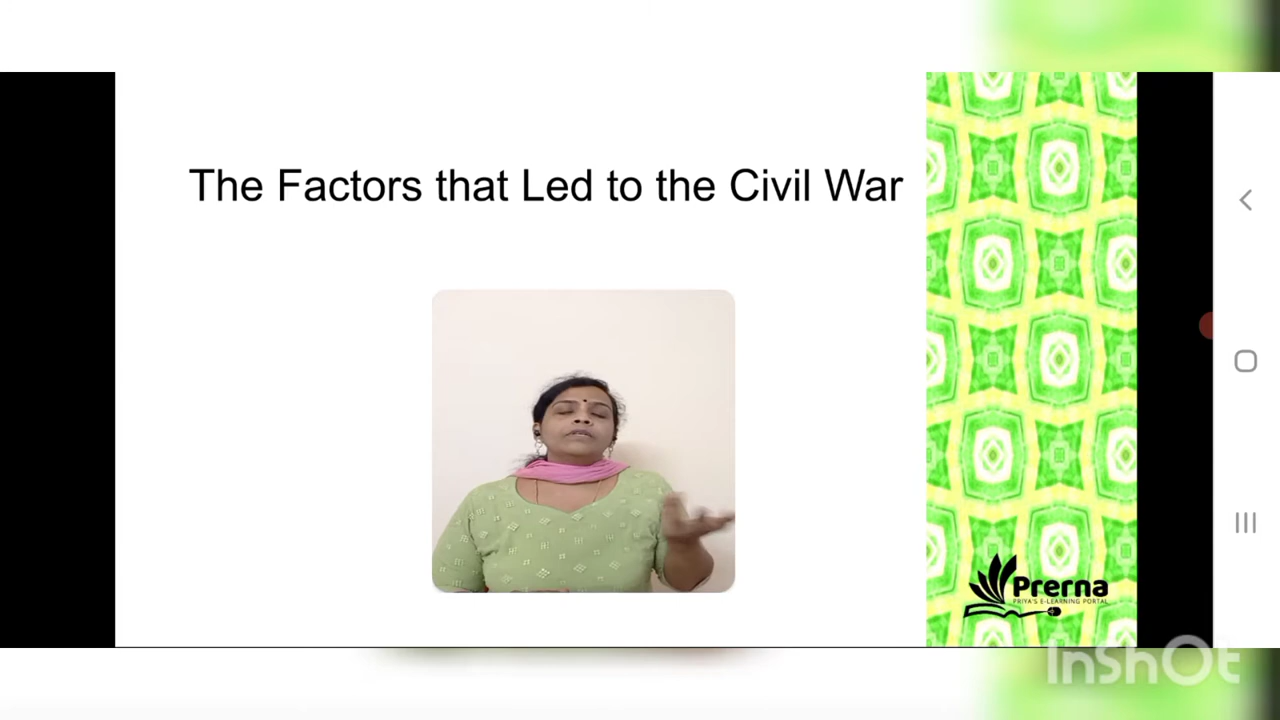 The Factors that Led to the Civil War
Prerna
PRIYA'S E-LEARNING PORTAL
InShOt